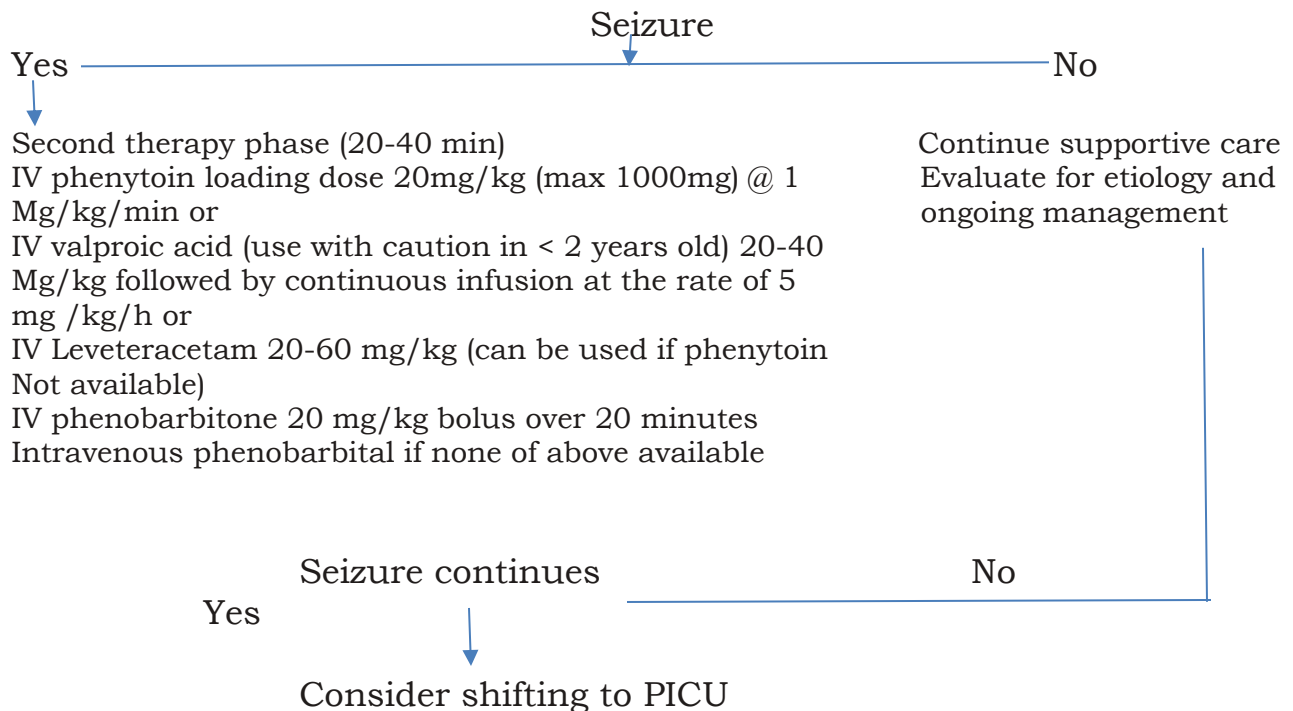 Seizure
Yes No
Second therapy phase (20-40 min)
IV phenytoin loading dose 20mg/kg (max 1000mg) @ 1
Mg/kg/min or
IV valproic acid (use with caution in < 2 years old) 20-40
Mg/kg followed by continuous infusion at the rate of 5
mg /kg/h or
IV Leveteracetam 20-60 mg/kg (can be used if phenytoin
Not available)
IV phenobarbitone 20 mg/kg bolus over 20 minutes
Intravenous phenobarbital if none of above available
Continue supportive care
Evaluate for etiology and
ongoing management
Seizure continues No
Yes
Consider shifting to PICU